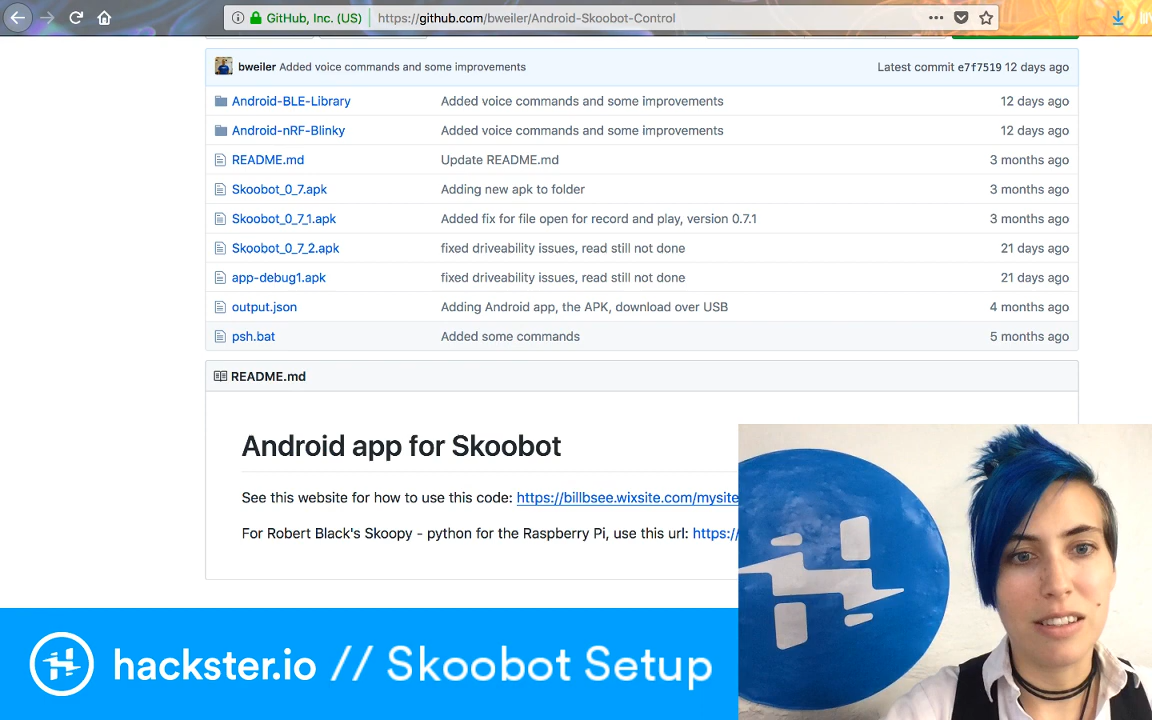 GitHub, Inc. (US) https://github.com/bweiler/Android-Skoobot-Control
bweiler Added voice commands and some improvements Latest commit e7f7519 12 days ago
Android-BLE-Library Added voice commands and some improvements 12 days ago
Android-nRF-Blinky Added voice commands and some improvements 12 days ago
README.md Update README.md 3 months ago
Skoobot_0_7.apk Adding new apk to folder 3 months ago
Skoobot_0_7_1.apk Added fix for file open for record and play, version 0.7.1 3 months ago
Skoobot_0_7_2.apk fixed driveability issues, read still not done 21 days ago
app-debug1.apk fixed driveability issues, read still not done 21 days ago
output.json Adding Android app, the APK, download over USB 4 months ago
psh.bat Added some commands 5 months ago
README.md
Android app for Skoobot
See this website for how to use this code: https://billbsee.wixsite.com/mysite
For Robert Black's Skoopy - python for the Raspberry Pi, use this url: https://
hackster.io // Skoobot Setup